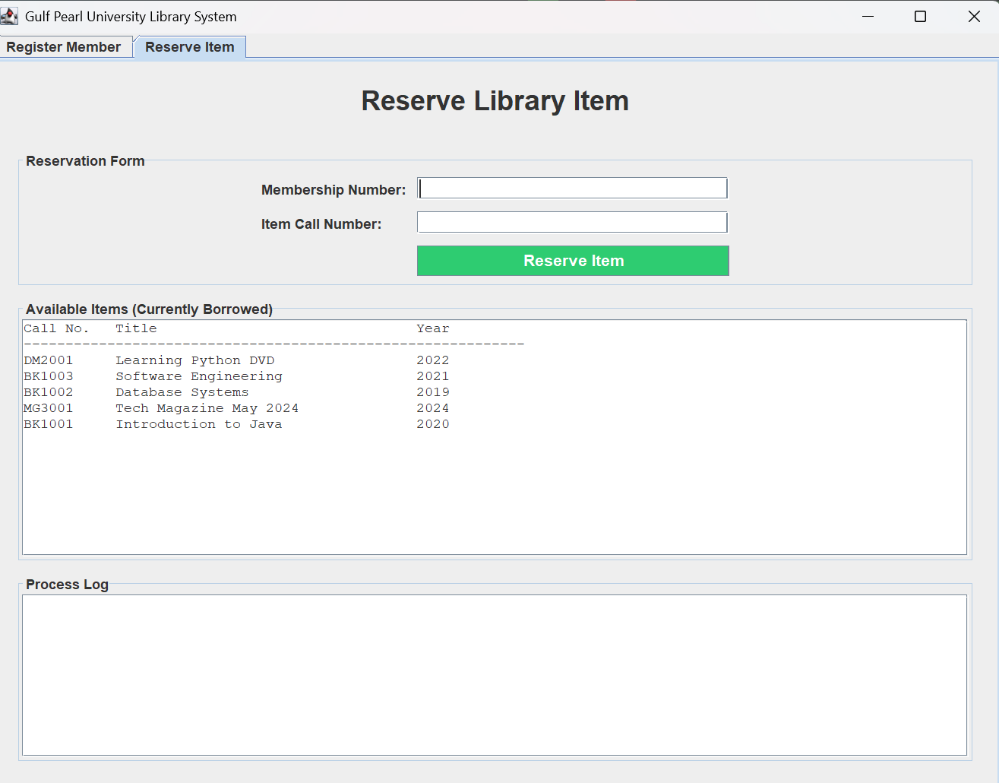 Gulf Pearl University Library System
Register Member Reserve Item
Reserve Library Item
Reservation Form
Membership Number:
Item Call Number:
Reserve Item
Available Items (Currently Borrowed)
Call No. Title Year
------------------------------------------------------------
DM2001 Learning Python DVD 2022
BK1003 Software Engineering 2021
BK1002 Database Systems 2019
MG3001 Tech Magazine May 2024 2024
BK1001 Introduction to Java 2020
Process Log